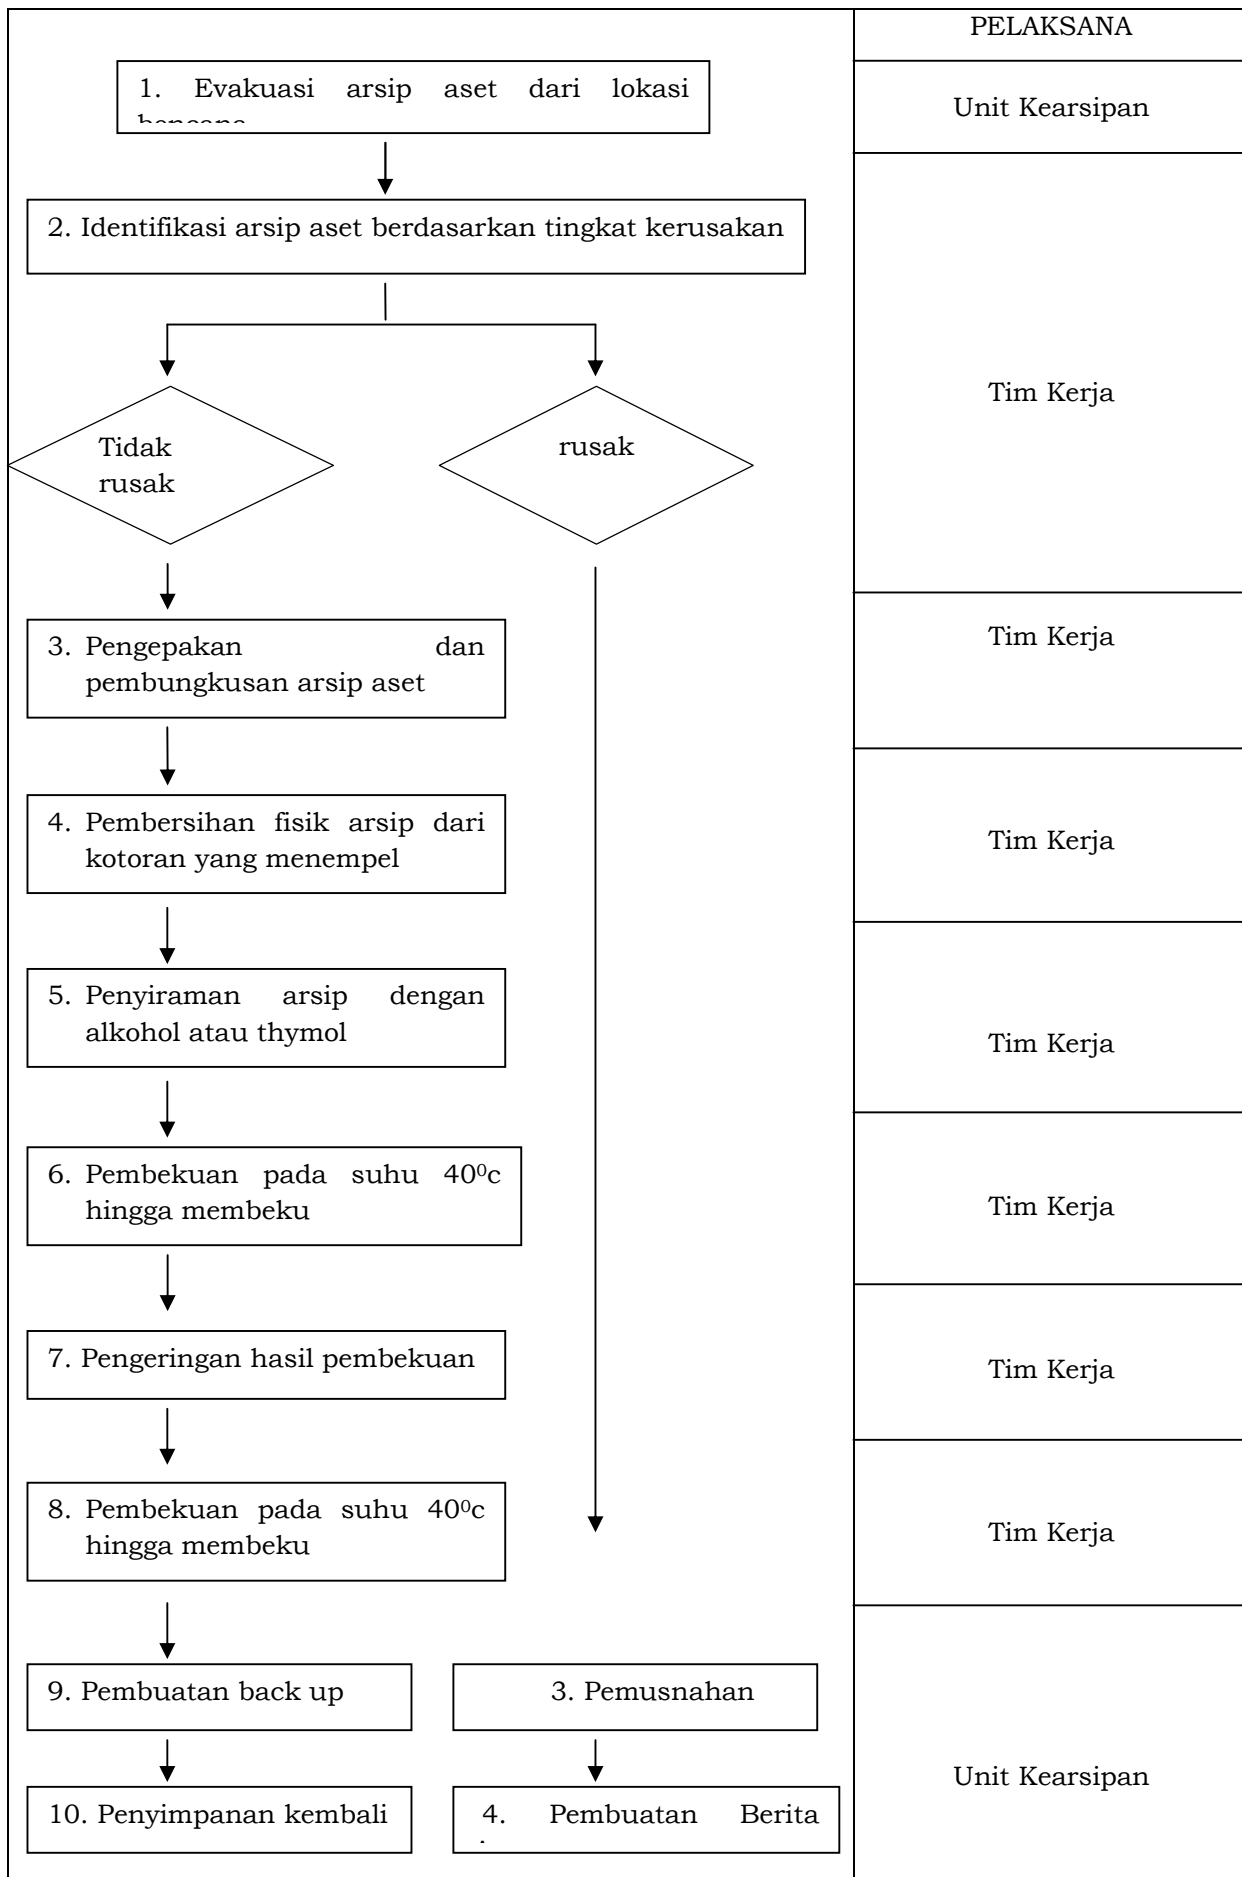 PELAKSANA
1. Evakuasi arsip aset dari lokasi
Unit Kearsipan
2. Identifikasi arsip aset berdasarkan tingkat kerusakan
Tim Kerja
Tidak
rusak
rusak
3. Pengepakan dan
pembungkusan arsip aset
Tim Kerja
4. Pembersihan fisik arsip dari
kotoran yang menempel
Tim Kerja
5. Penyiraman arsip dengan
alkohol atau thymol
Tim Kerja
6. Pembekuan pada suhu 40⁰c
hingga membeku
Tim Kerja
7. Pengeringan hasil pembekuan
Tim Kerja
8. Pembekuan pada suhu 40⁰c
hingga membeku
Tim Kerja
9. Pembuatan back up
3. Pemusnahan
Unit Kearsipan
10. Penyimpanan kembali
4. Pembuatan Berita